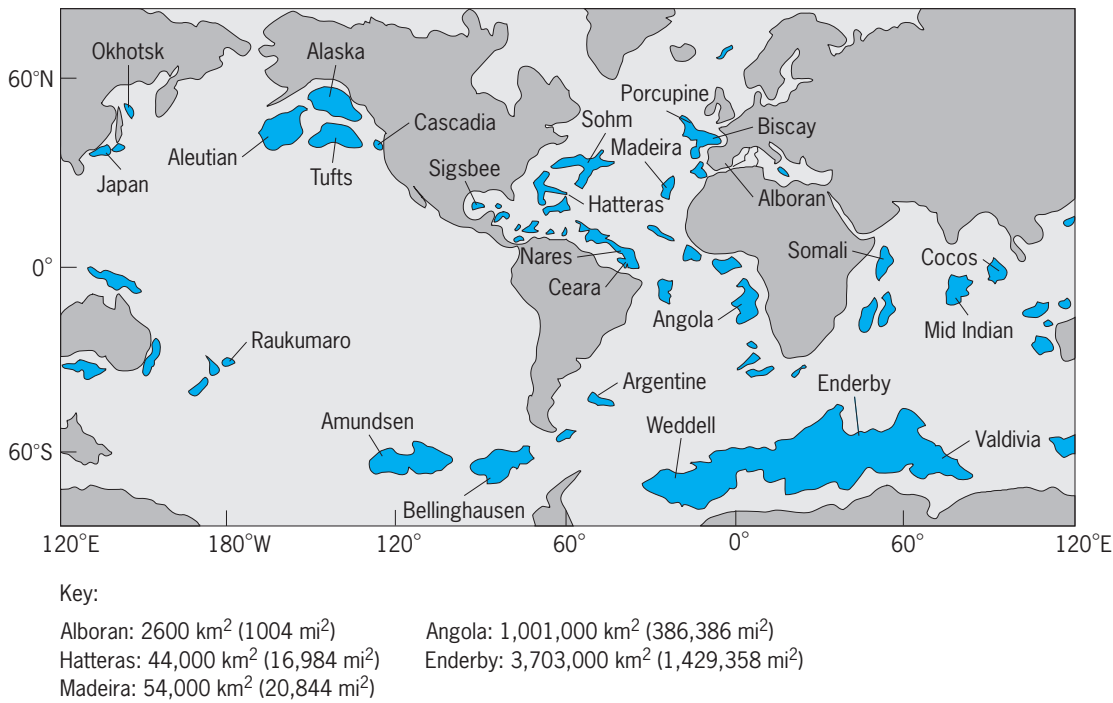 Okhotsk
Alaska
60°N
Porcupine
Sohm
Cascadia
Biscay
Madeira
Aleutian
Sigsbee
Tufts
Japan
Alboran
Hatteras
Somali
Cocos
Nares
0°
Ceara
Angola
Mid Indian
Raukumaro
Argentine
Enderby
Amundsen
Weddell
Valdivia
60°S
Bellinghausen
120°E
180°W
120°
60°
0°
60°
120°E
Key:
Alboran: 2600 km² (1004 mi²)
Angola: 1,001,000 km² (386,386 mi²)
Hatteras: 44,000 km² (16,984 mi²)
Enderby: 3,703,000 km² (1,429,358 mi²)
Madeira: 54,000 km² (20,844 mi²)